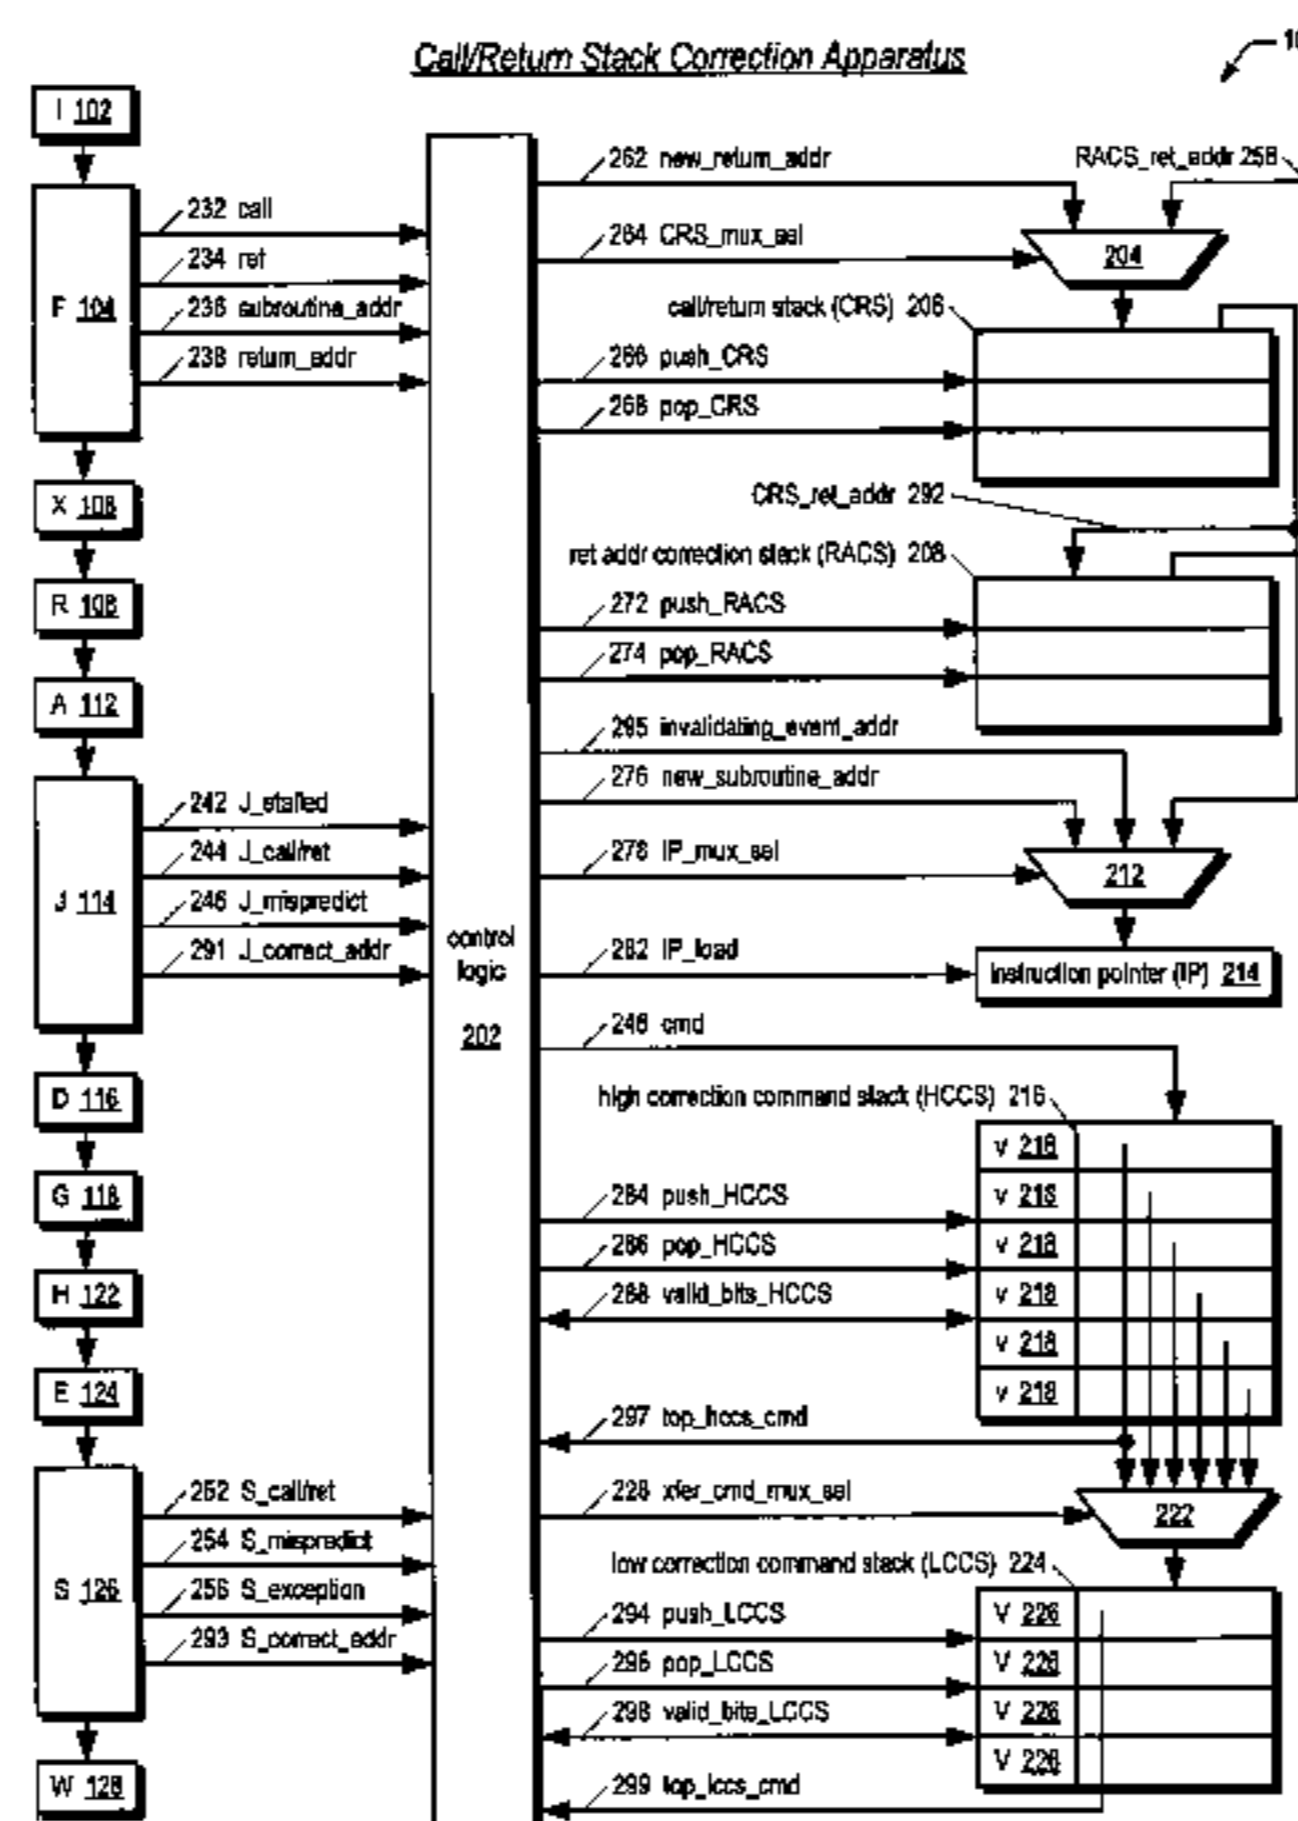 Call/Return Stack Correction Apparatus
I 102
F 104
X 106
R 108
A 112
J 114
D 116
G 118
H 122
E 124
S 126
W 128
232 call
234 ret
236 subroutine_addr
238 return_addr
242 J_stalled
244 J_call/ret
246 J_mispredict
291 J_correct_addr
252 S_call/ret
254 S_mispredict
256 S_exception
293 S_correct_addr
control
logic
202
262 new_return_addr
RACS_ret_addr 258
264 CRS_mux_sel
204
call/return stack (CRS) 206
266 push_CRS
268 pop_CRS
CRS_ret_addr 292
ret addr correction stack (RACS) 208
272 push_RACS
274 pop_RACS
295 invalidating_event_addr
276 new_subroutine_addr
278 IP_mux_sel
212
282 IP_load
instruction pointer (IP) 214
248 cmd
high correction command stack (HCCS) 216
v 218
v 218
284 push_HCCS
v 218
286 pop_HCCS
v 218
288 valid_bits_HCCS
v 218
v 218
297 top_hccs_cmd
228 xfer_cmd_mux_sel
222
low correction command stack (LCCS) 224
294 push_LCCS
V 226
296 pop_LCCS
V 226
298 valid_bits_LCCS
V 226
V 226
299 top_lccs_cmd